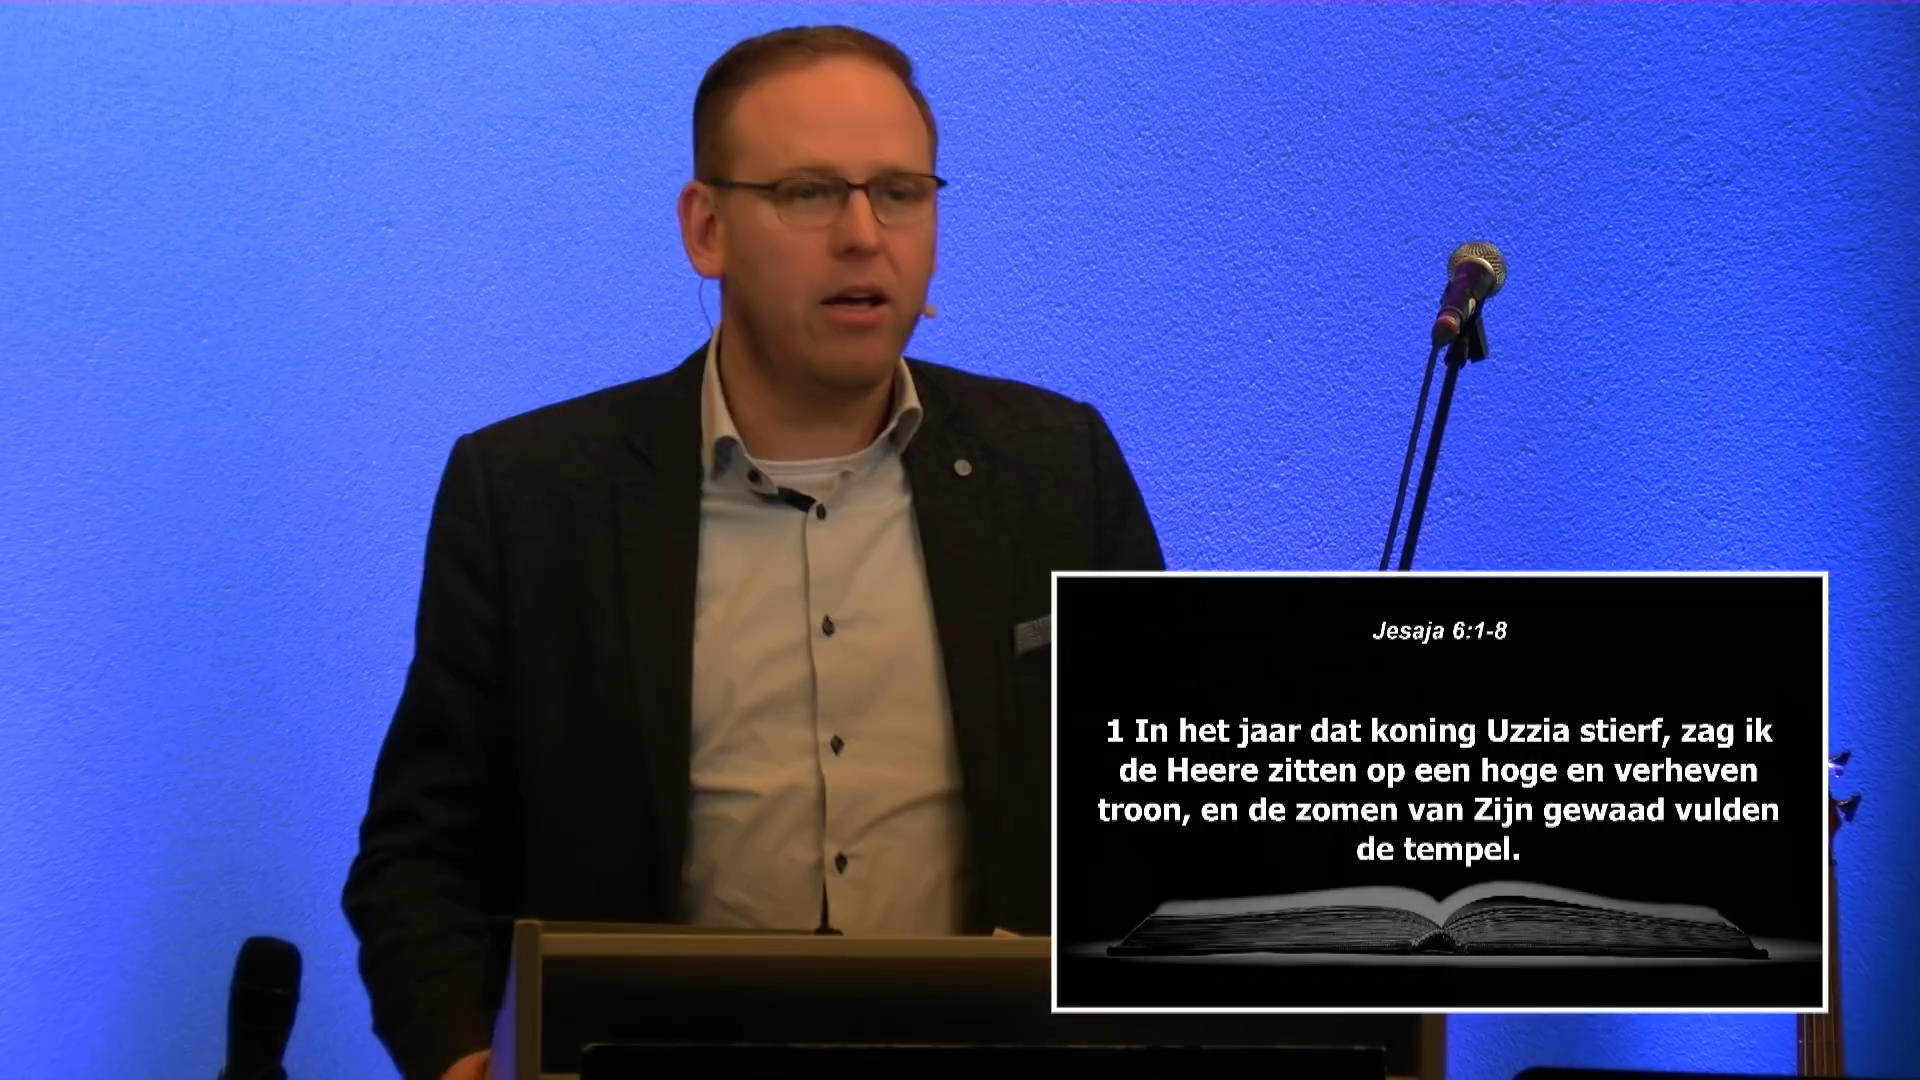 Jesaja 6:1-8
1 In het jaar dat koning Uzzia stierf, zag ik
de Heere zitten op een hoge en verheven
troon, en de zomen van Zijn gewaad vulden
de tempel.